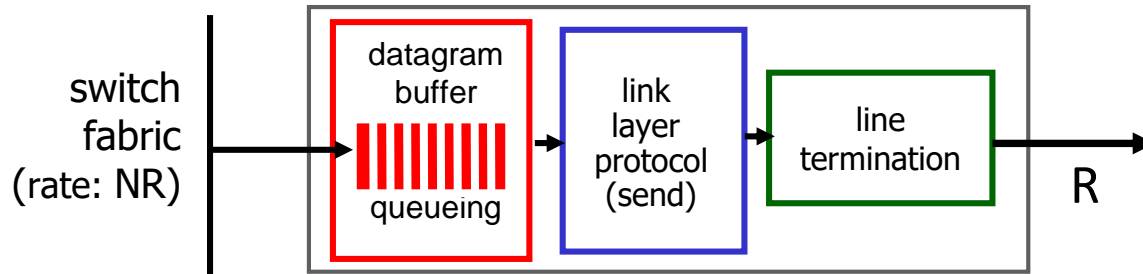 switch
fabric
(rate: NR)
datagram
buffer
queueing
link
layer
protocol
(send)
line
termination
R